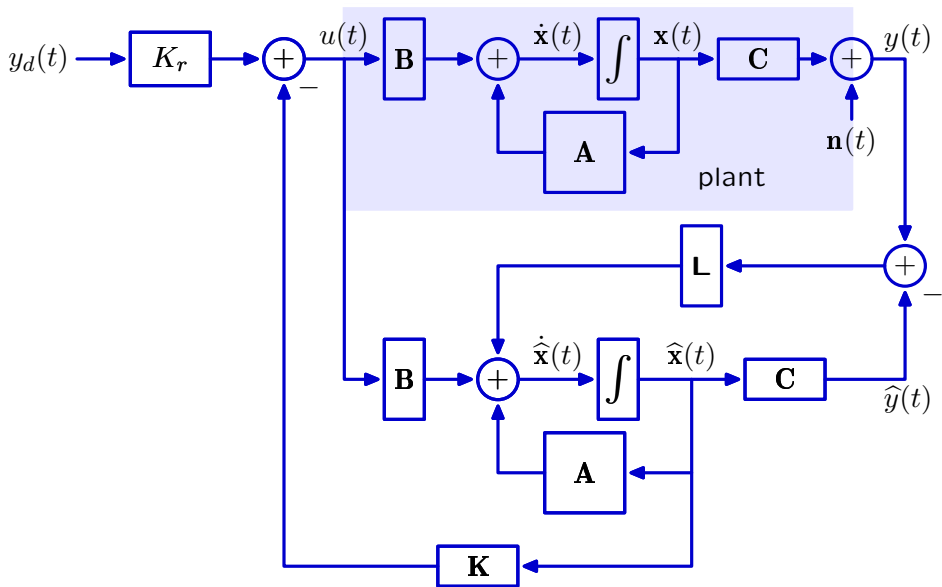 y_d(t)
K_r
+
−
u(t)
B
+
ẋ(t)
∫
x(t)
C
+
y(t)
A
n(t)
plant
L
+
−
B
+
x̂̇(t)
∫
x̂(t)
C
ŷ(t)
A
K